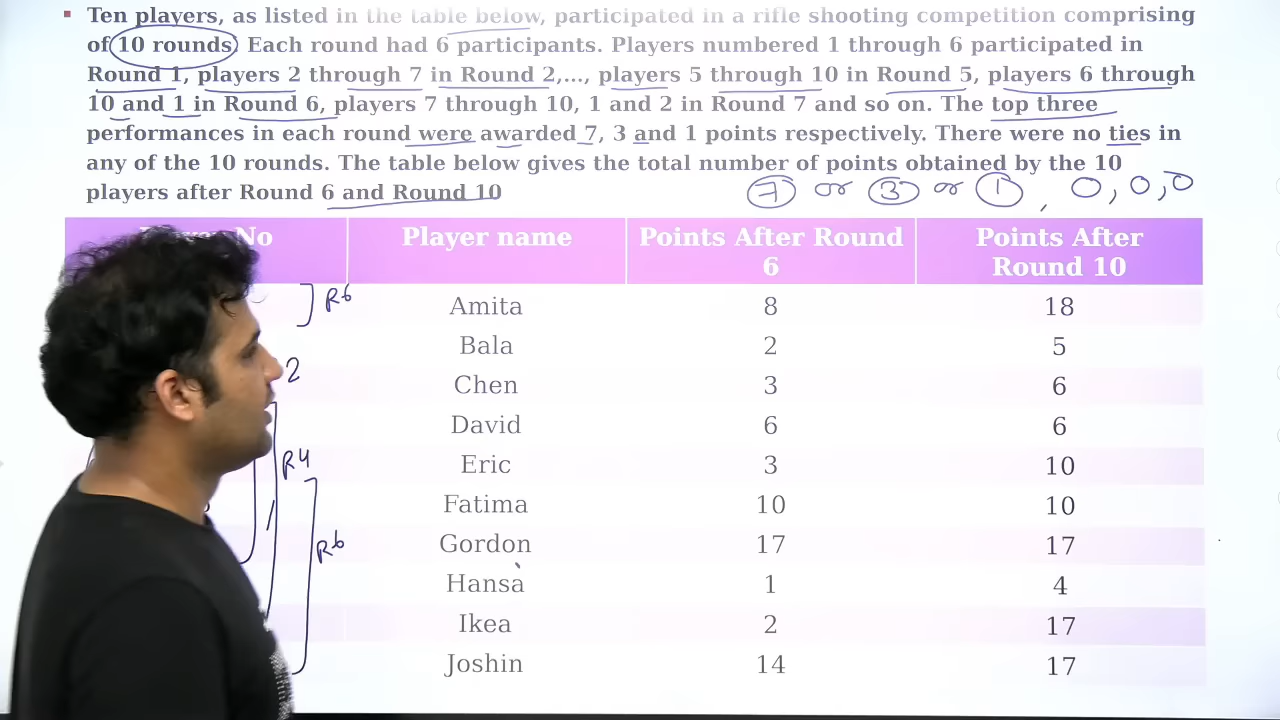 ▪ Ten players, as listed in the table below, participated in a rifle shooting competition comprising
of 10 rounds. Each round had 6 participants. Players numbered 1 through 6 participated in
Round 1, players 2 through 7 in Round 2,..., players 5 through 10 in Round 5, players 6 through
10 and 1 in Round 6, players 7 through 10, 1 and 2 in Round 7 and so on. The top three
performances in each round were awarded 7, 3 and 1 points respectively. There were no ties in
any of the 10 rounds. The table below gives the total number of points obtained by the 10
players after Round 6 and Round 10
7 or 3 or 1, 0, 0, 0
No Player name Points After Round 6 Points After Round 10
R6 Amita 8 18
2 Bala 2 5
Chen 3 6
David 6 6
R4 Eric 3 10
Fatima 10 10
R6 Gordon 17 17
Hansa 1 4
Ikea 2 17
Joshin 14 17